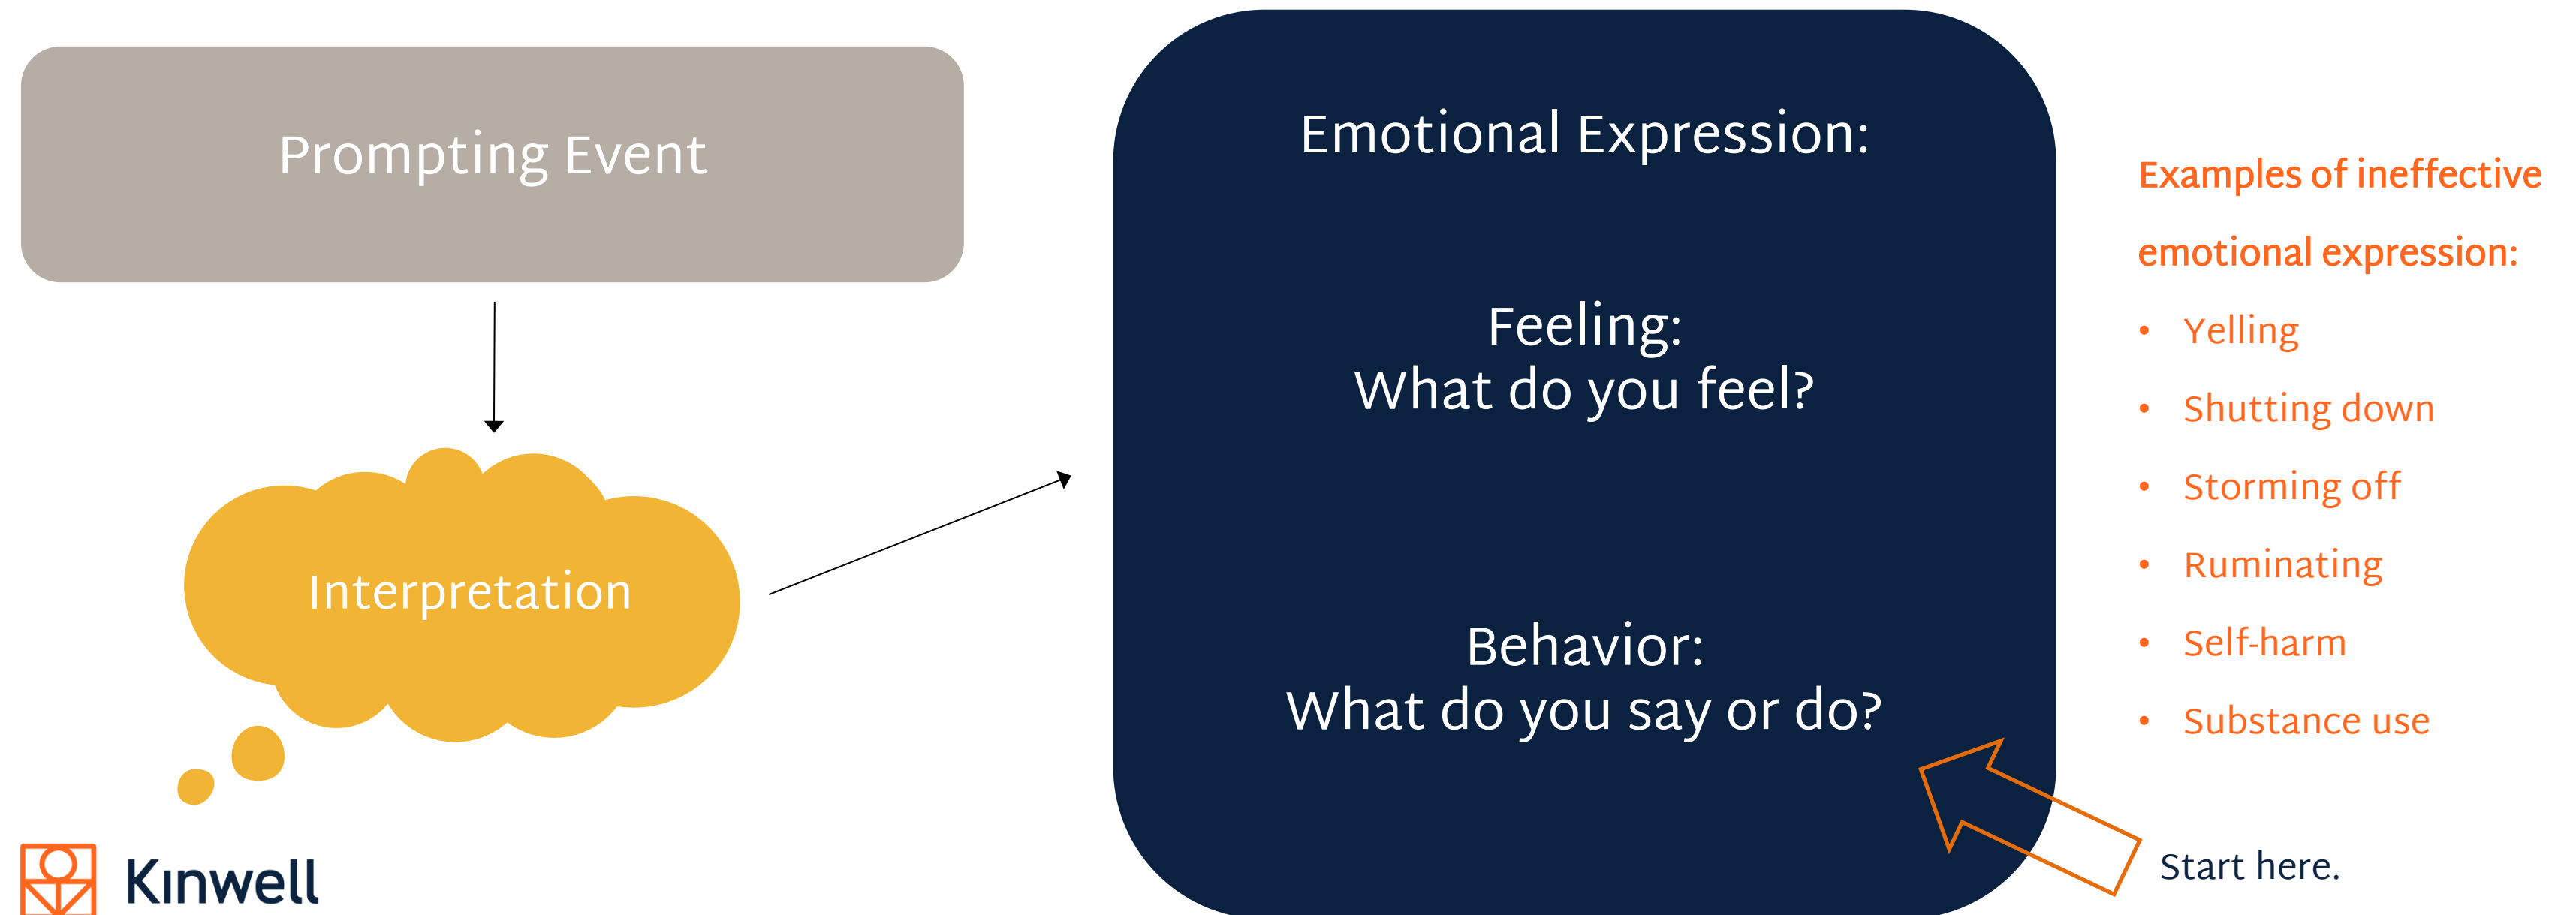 Prompting Event
Interpretation
Kinwell
Emotional Expression:
Feeling:
What do you feel?
Behavior:
What do you say or do?
Examples of ineffective
emotional expression:
• Yelling
• Shutting down
• Storming off
• Ruminating
• Self-harm
• Substance use
Start here.